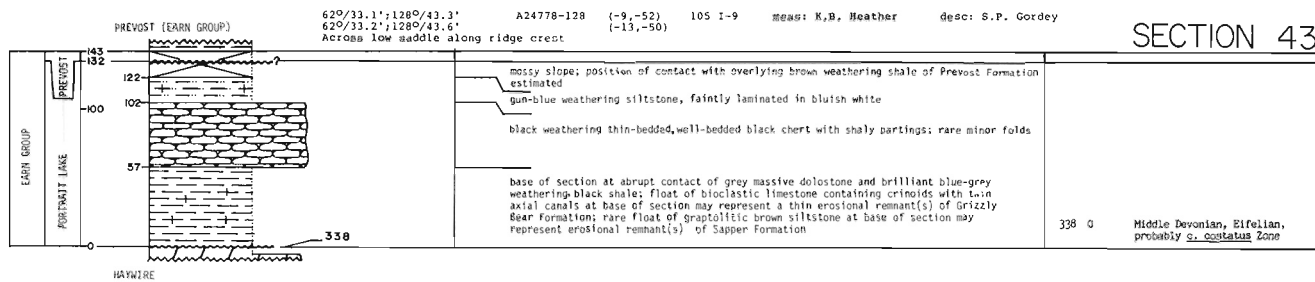 62°/33.1';128°/43.3' A24778-128 (-9,-52) 105 I-9 meas: K.B. Heather desc: S.P. Gordey
62°/33.2';128°/43.6' (-13,-50)
Across low saddle along ridge crest
SECTION 43
PREVOST (EARN GROUP)
143
132
?
122
102
100
57
0
338
EARN GROUP
PREVOST
PORTRAIT LAKE
HAYWIRE
mossy slope; position of contact with overlying brown weathering shale of Prevost Formation
estimated
gun-blue weathering siltstone, faintly laminated in bluish white
black weathering thin-bedded, well-bedded black chert with shaly partings; rare minor folds
base of section at abrupt contact of grey massive dolostone and brilliant blue-grey
weathering black shale; float of bioclastic limestone containing crinoids with twin
axial canals at base of section may represent a thin erosional remnant(s) of Grizzly
Bear Formation; rare float of graptolitic brown siltstone at base of section may
represent erosional remnant(s) of Sapper Formation
338 O Middle Devonian, Eifelian,
probably c. costatus Zone